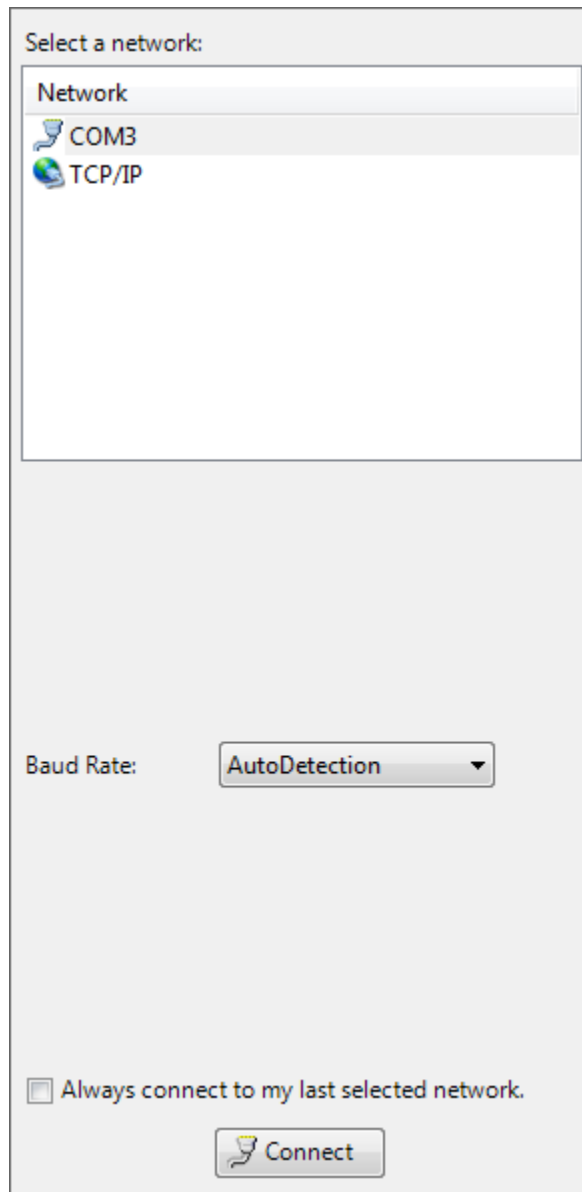 Select a network:
Network
COM3
TCP/IP
Baud Rate: AutoDetection
Always connect to my last selected network.
Connect